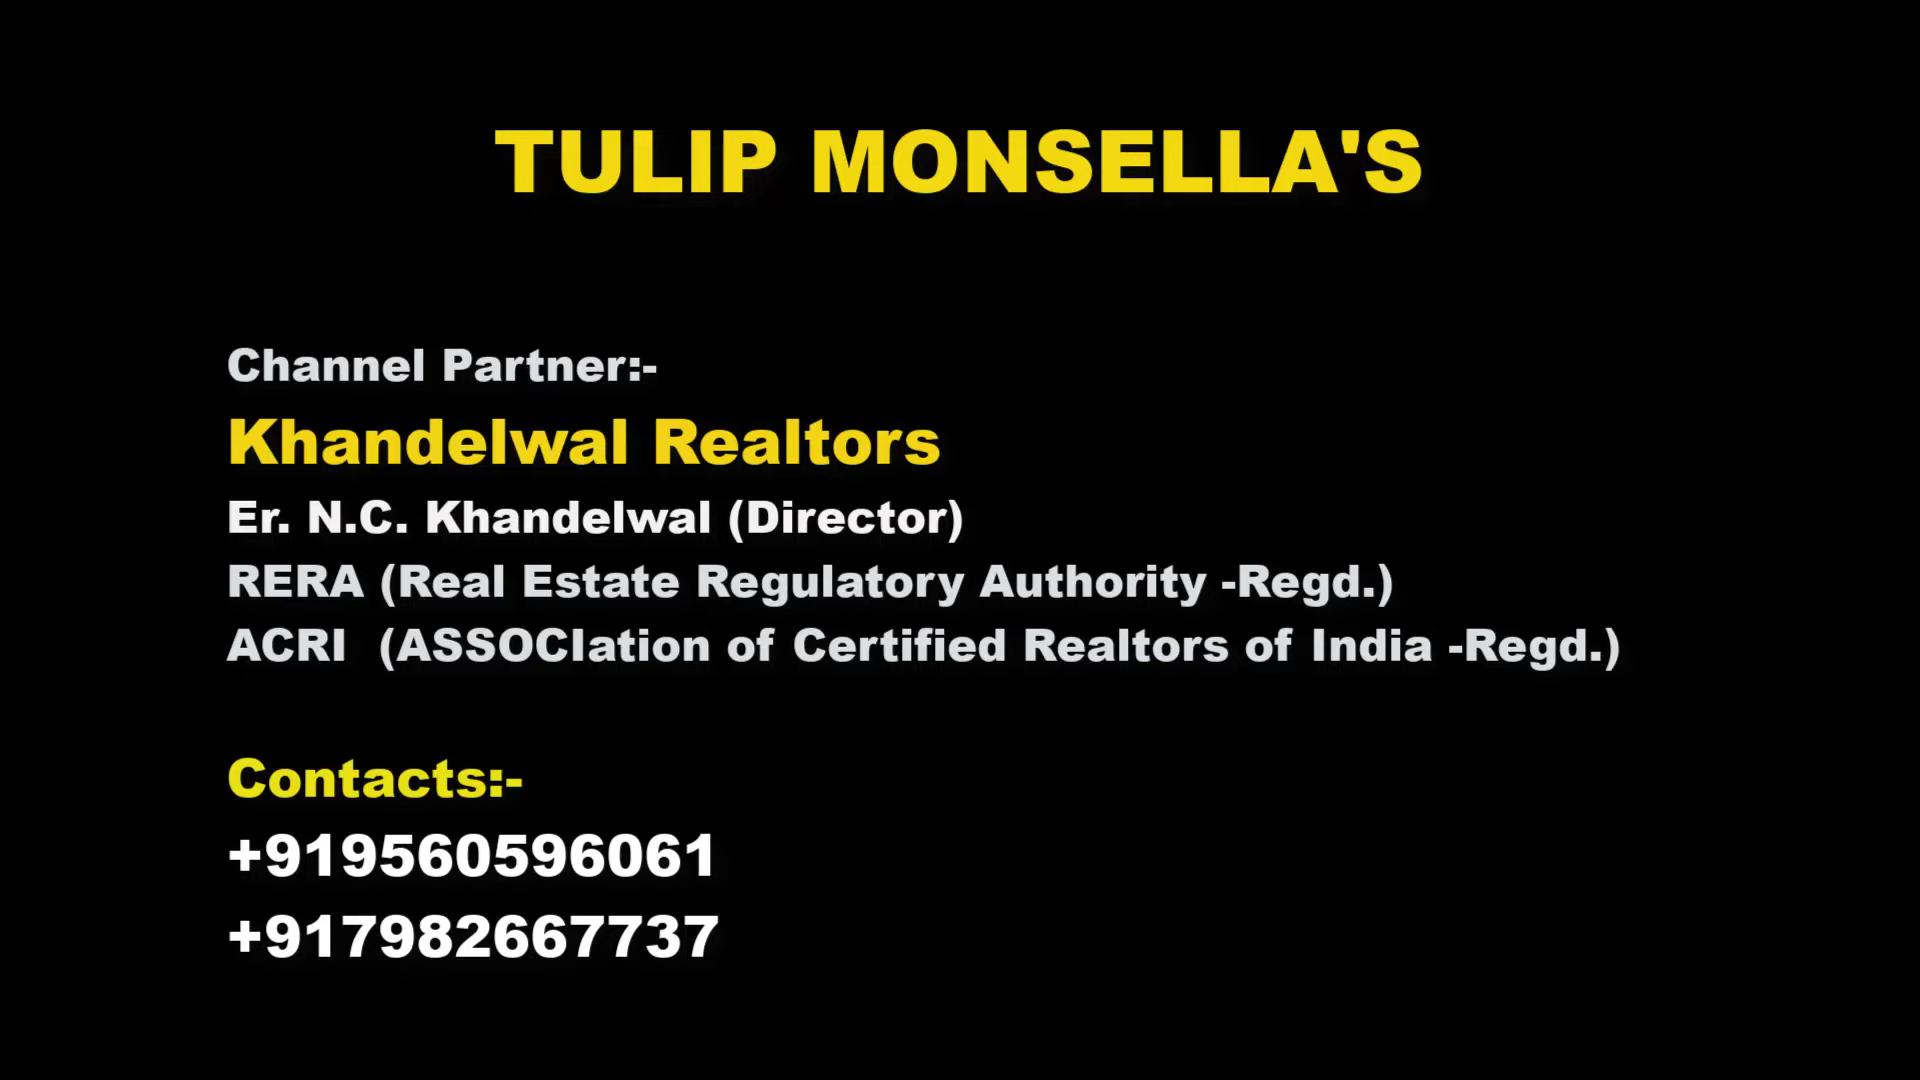 TULIP MONSELLA'S
Channel Partner:-
Khandelwal Realtors
Er. N.C. Khandelwal (Director)
RERA (Real Estate Regulatory Authority -Regd.)
ACRI  (ASSOCIation of Certified Realtors of India -Regd.)
Contacts:-
+919560596061
+917982667737